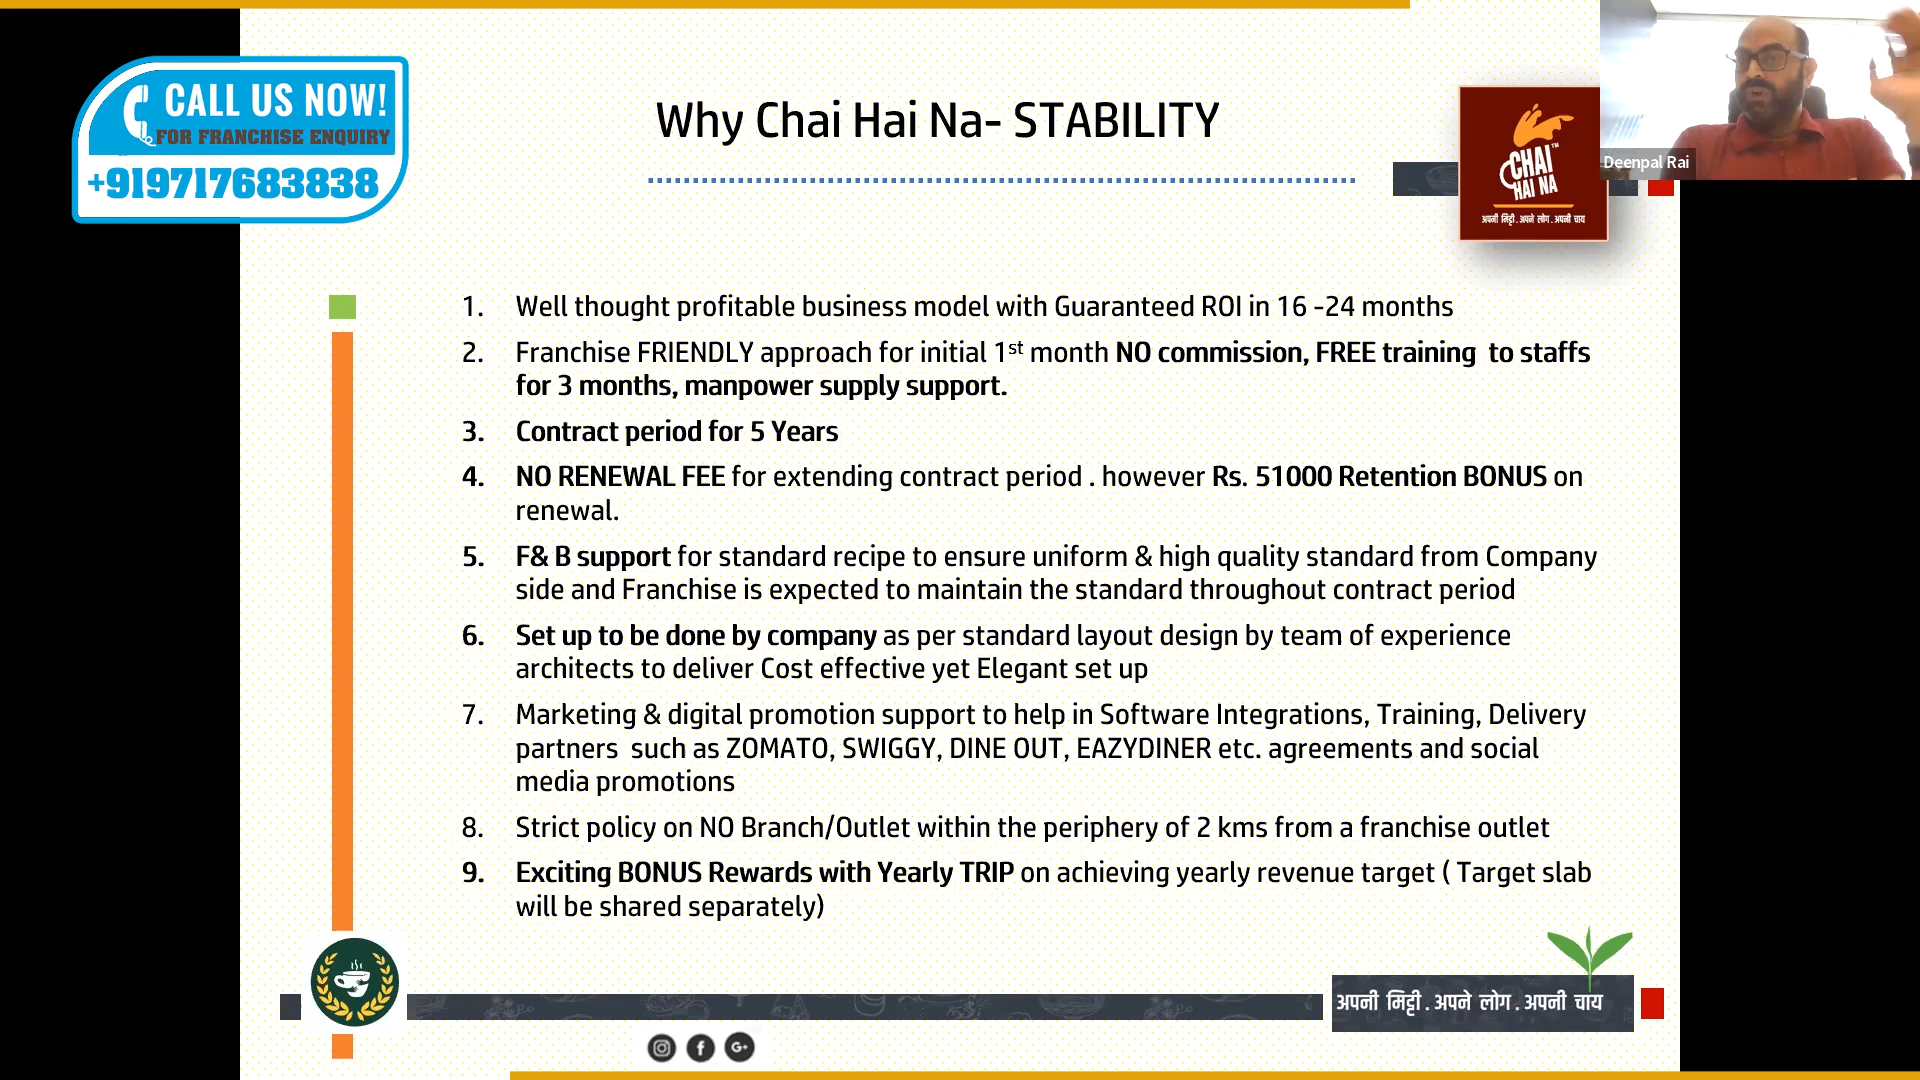 CALL US NOW!
FOR FRANCHISE ENQUIRY
+919717683838
Why Chai Hai Na- STABILITY
CHAI™
HAI NA
अपनी मिट्टी . अपने लोग . अपनी चाय
Deenpal Rai
1. Well thought profitable business model with Guaranteed ROI in 16 -24 months
2. Franchise FRIENDLY approach for initial 1st month NO commission, FREE training to staffs
for 3 months, manpower supply support.
3. Contract period for 5 Years
4. NO RENEWAL FEE for extending contract period . however Rs. 51000 Retention BONUS on
renewal.
5. F& B support for standard recipe to ensure uniform & high quality standard from Company
side and Franchise is expected to maintain the standard throughout contract period
6. Set up to be done by company as per standard layout design by team of experience
architects to deliver Cost effective yet Elegant set up
7. Marketing & digital promotion support to help in Software Integrations, Training, Delivery
partners such as ZOMATO, SWIGGY, DINE OUT, EAZYDINER etc. agreements and social
media promotions
8. Strict policy on NO Branch/Outlet within the periphery of 2 kms from a franchise outlet
9. Exciting BONUS Rewards with Yearly TRIP on achieving yearly revenue target ( Target slab
will be shared separately)
अपनी मिट्टी . अपने लोग . अपनी चाय
G+